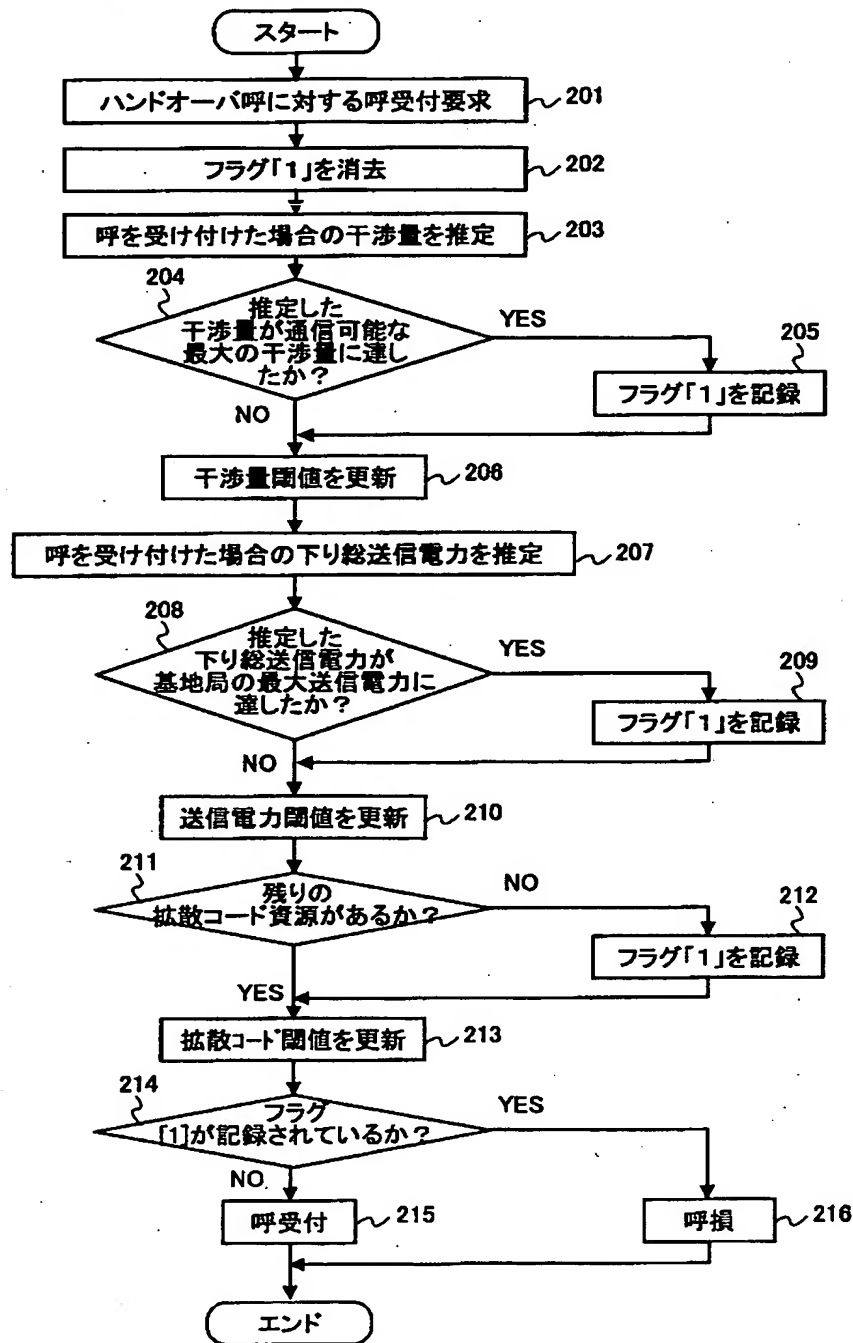 スタート
ハンドオーバ呼に対する呼受付要求
201
フラグ「1」を消去
202
呼を受け付けた場合の干渉量を推定
203
204
推定した
干渉量が通信可能な
最大の干渉量に達し
たか？
YES
NO
205
フラグ「1」を記録
干渉量閾値を更新
206
呼を受け付けた場合の下り総送信電力を推定
207
208
推定した
下り総送信電力が
基地局の最大送信電力に
達したか？
YES
NO
209
フラグ「1」を記録
送信電力閾値を更新
210
211
残りの
拡散コード資源があるか？
NO
YES
212
フラグ「1」を記録
拡散コード閾値を更新
213
214
フラグ
[1]が記録されているか？
YES
NO
呼受付
215
呼損
216
エンド